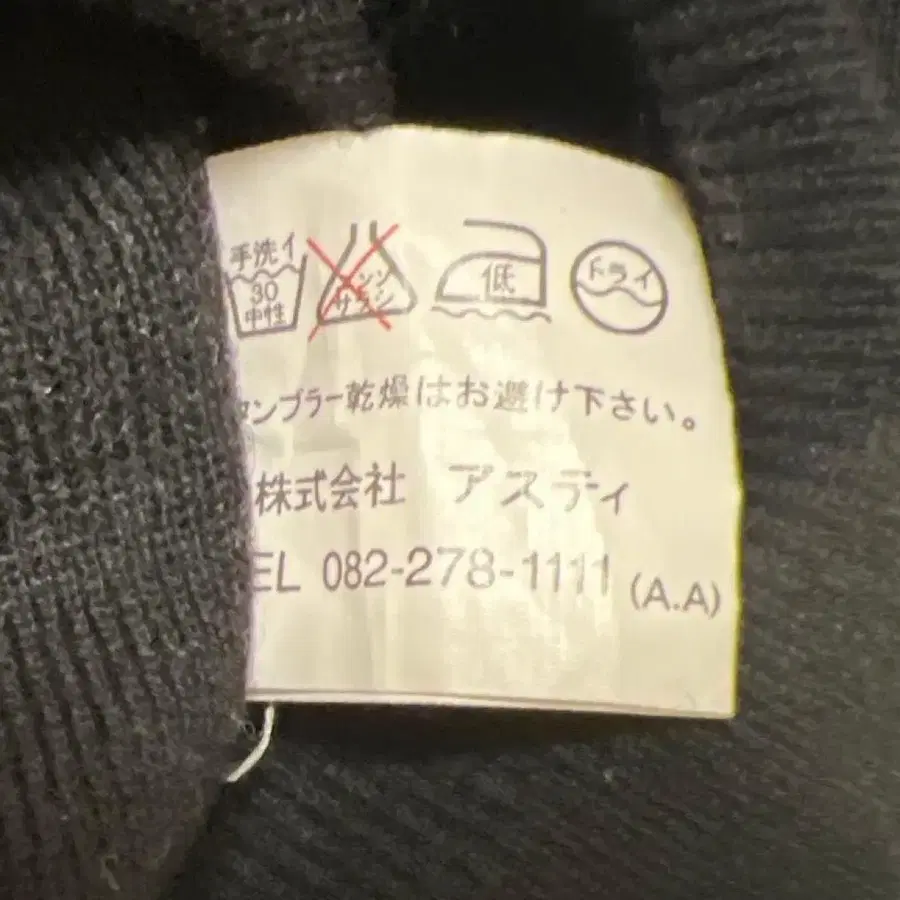 手洗イ 30 中性 エンソ サラシ 低 ドライ
タンブラー乾燥はお避け下さい。
株式会社 アスティ
TEL 082-278-1111 (A.A)